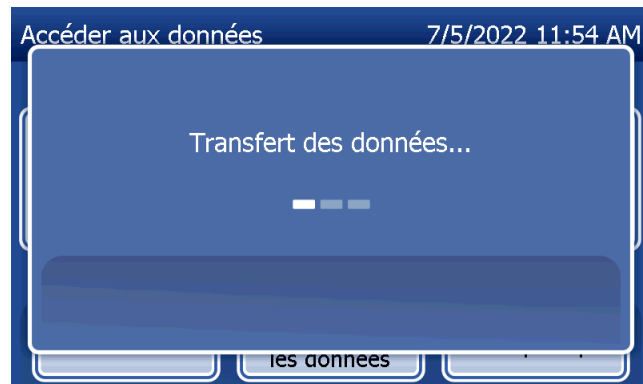 Accéder aux données 7/5/2022 11:54 AM
Transfert des données...
les données